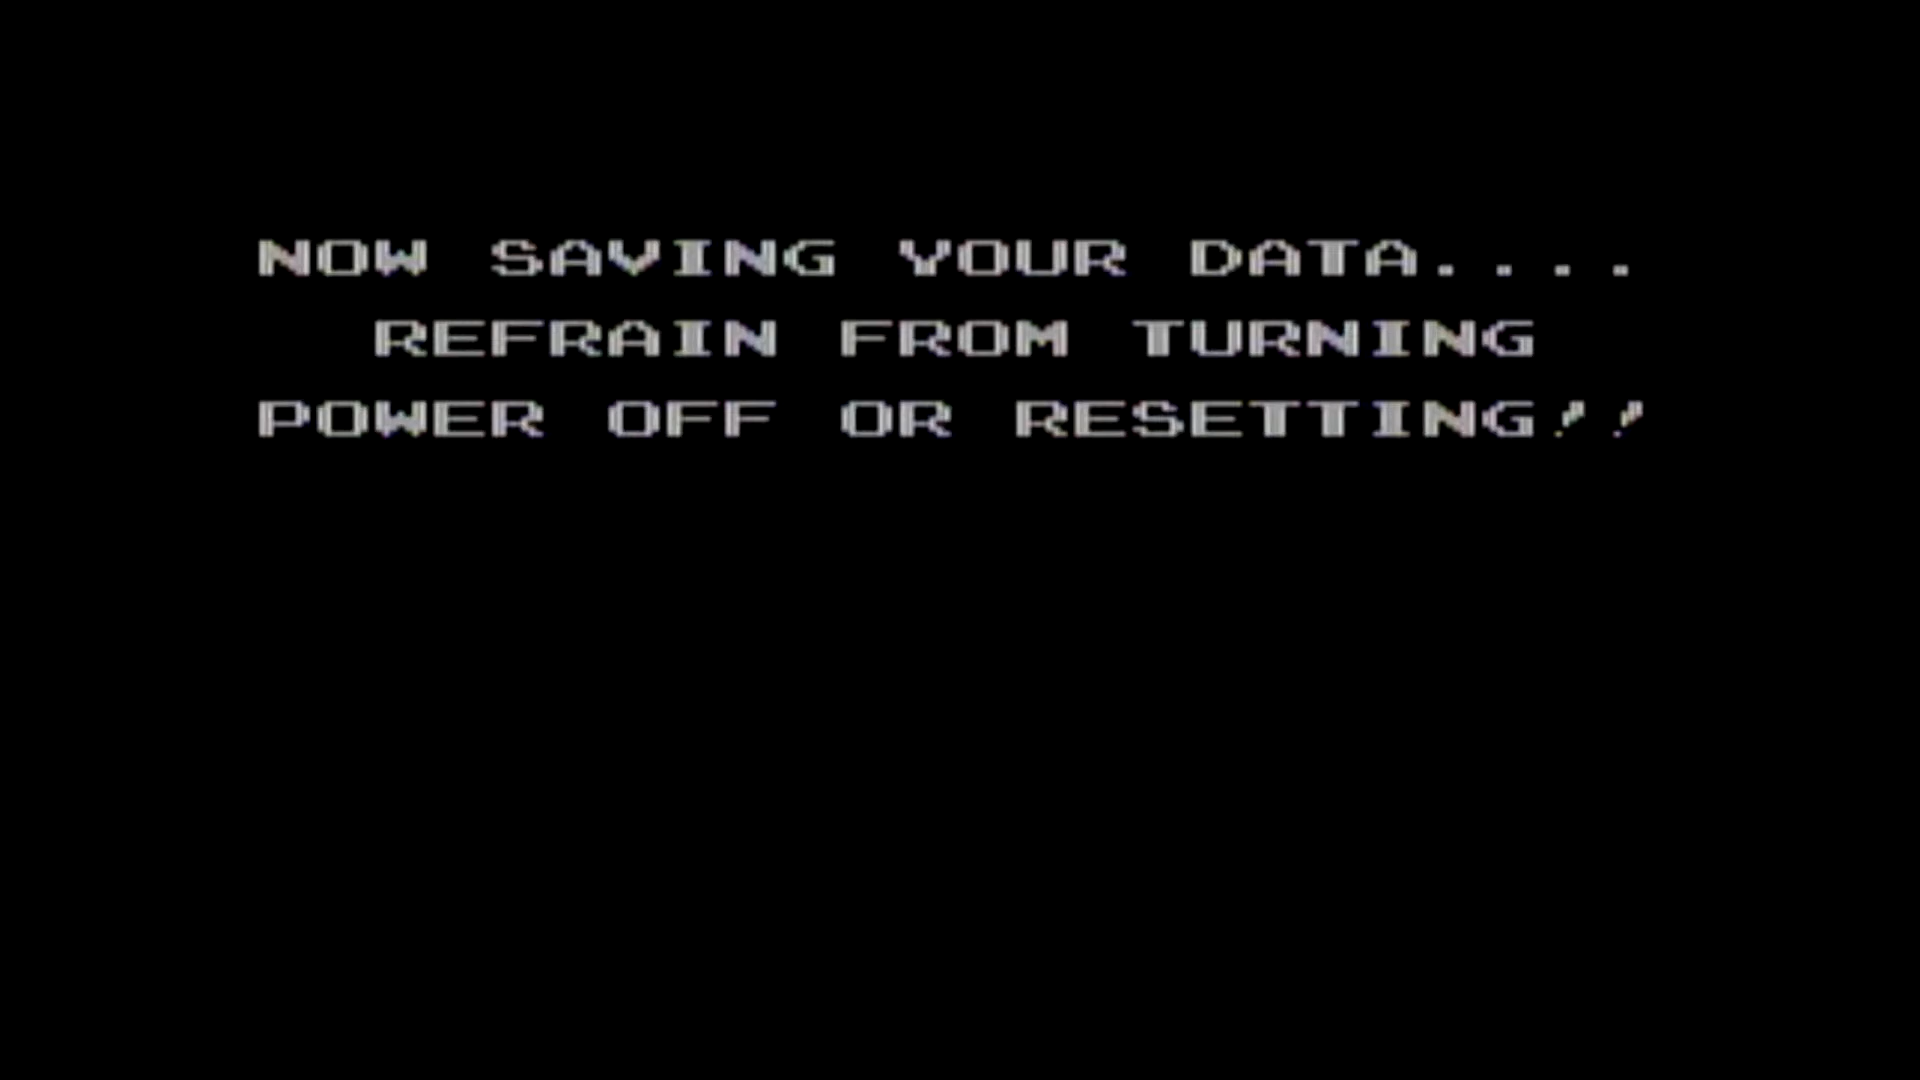 NOW SAVING YOUR DATA....
REFRAIN FROM TURNING
POWER OFF OR RESETTING!!